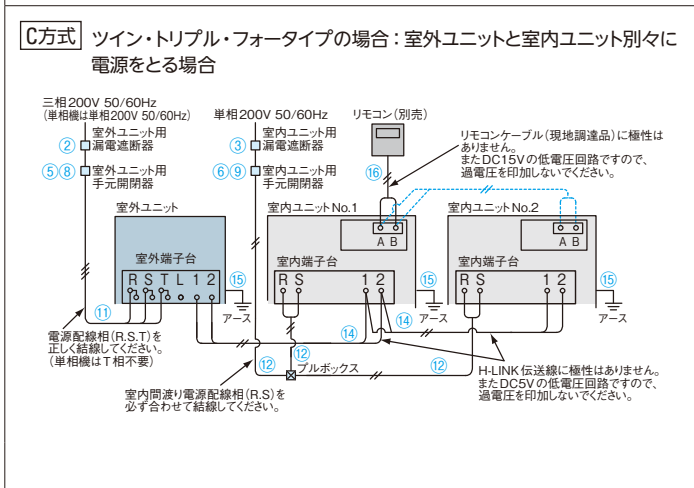 C方式 ツイン・トリプル・フォータイプの場合：室外ユニットと室内ユニット別々に
電源をとる場合
三相200V 50/60Hz
（単相機は単相200V 50/60Hz）
② 室外ユニット用
漏電遮断器
⑤⑧ 室外ユニット用
手元開閉器
単相200V 50/60Hz
③ 室内ユニット用
漏電遮断器
⑥⑨ 室内ユニット用
手元開閉器
リモコン（別売）
⑯
リモコンケーブル（現地調達品）に極性は
ありません。
またDC15Vの低電圧回路ですので、
過電圧を印加しないでください。
室外ユニット
室外端子台
R S T L 1 2
⑮
アース
室内ユニットNo.1
A B
室内端子台
R S 1 2
⑮
アース
室内ユニットNo.2
A B
室内端子台
R S 1 2
⑮
アース
⑪
⑭
⑭
電源配線相（R.S.T）を
正しく結線してください。
（単相機はT相不要）
⑫
⑫
⑫
プルボックス
室内間渡り電源配線相（R.S）を
必ず合わせて結線してください。
H-LINK伝送線に極性はありません。
またDC5Vの低電圧回路ですので、
過電圧を印加しないでください。